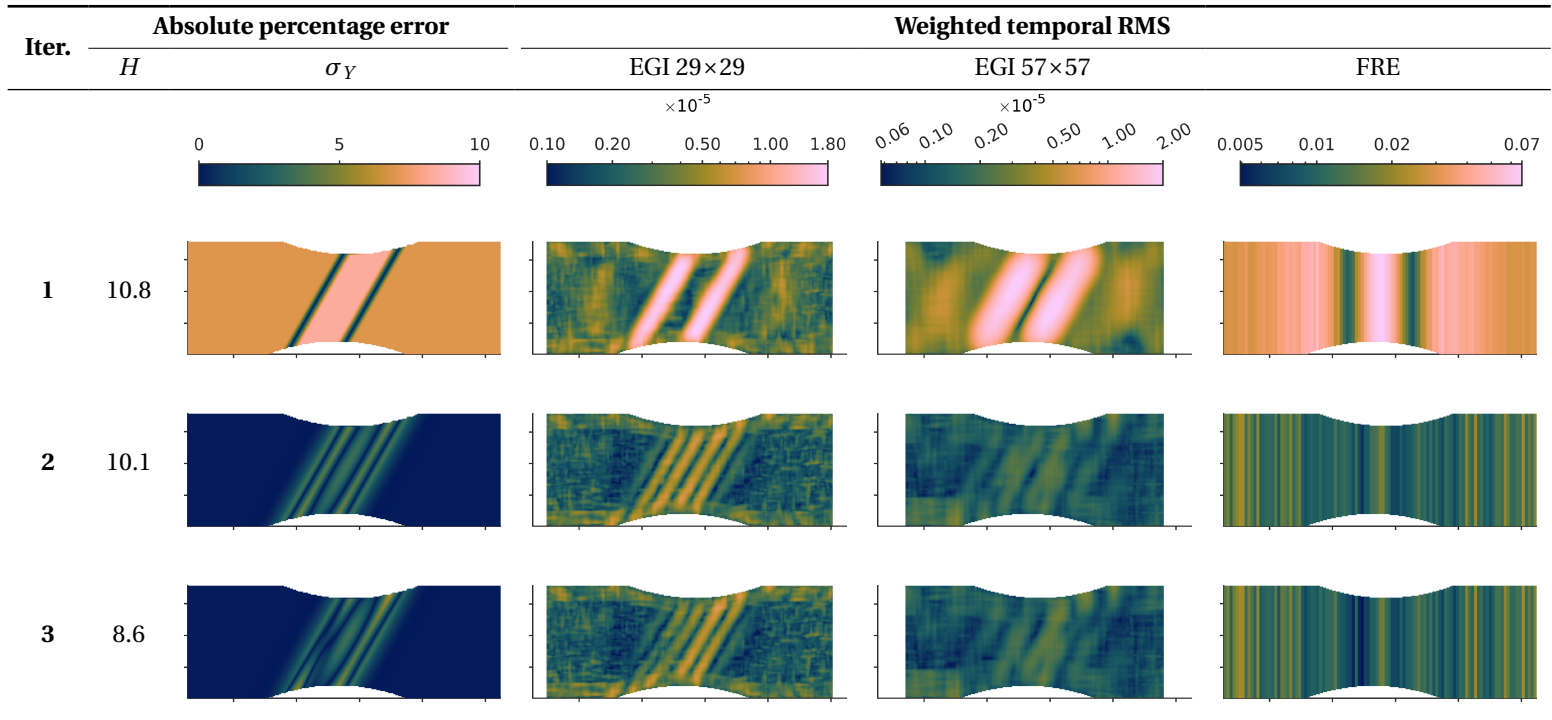 Iter. Absolute percentage error Weighted temporal RMS
H σ_Y EGI 29×29 EGI 57×57 FRE
×10⁻⁵ ×10⁻⁵
0 5 10 0.10 0.20 0.50 1.00 1.80 0.06 0.10 0.20 0.50 1.00 2.00 0.005 0.01 0.02 0.07
1 10.8
2 10.1
3 8.6